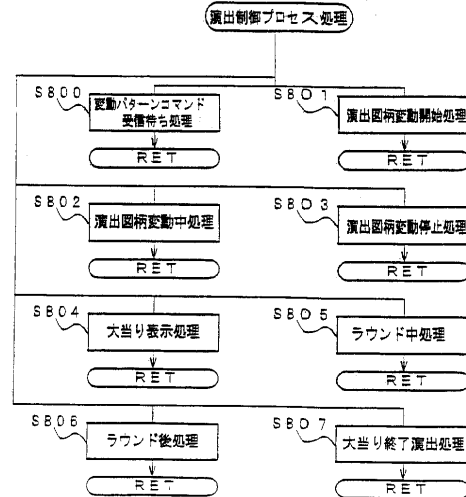 演出制御プロセス処理
S800
変動パターンコマンド
受信待ち処理
RET
S801
演出図柄変動開始処理
RET
S802
演出図柄変動中処理
RET
S803
演出図柄変動停止処理
RET
S804
大当り表示処理
RET
S805
ラウンド中処理
RET
S806
ラウンド後処理
RET
S807
大当り終了演出処理
RET